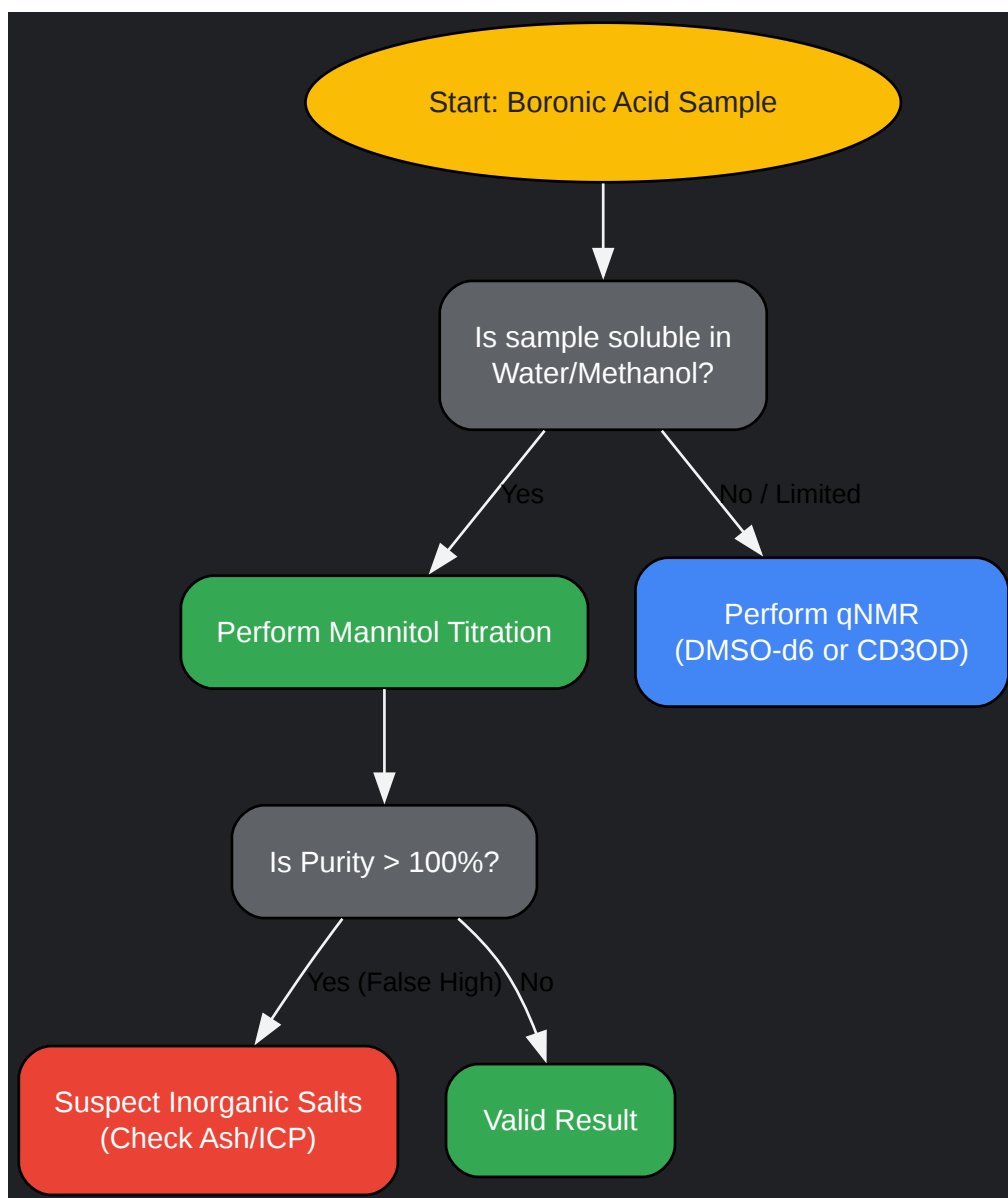 Start: Boronic Acid Sample
Is sample soluble in
Water/Methanol?
Yes
No / Limited
Perform Mannitol Titration
Perform qNMR
(DMSO-d6 or CD3OD)
Is Purity > 100%?
Yes (False High)
No
Suspect Inorganic Salts
(Check Ash/ICP)
Valid Result